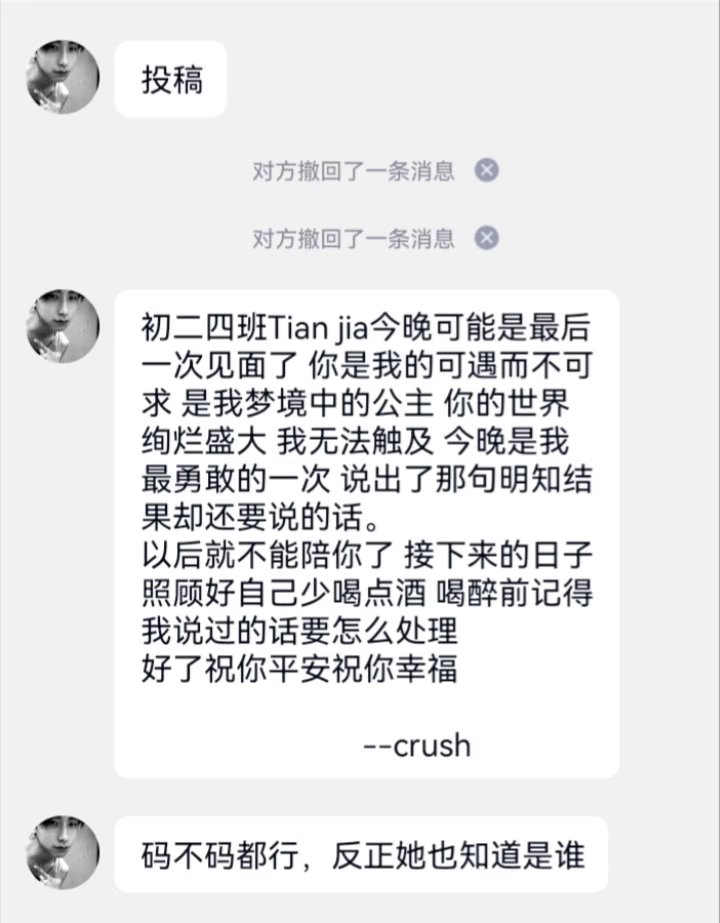 投稿
对方撤回了一条消息
对方撤回了一条消息
初二四班Tian jia今晚可能是最后
一次见面了 你是我的可遇而不可
求 是我梦境中的公主 你的世界
绚烂盛大 我无法触及 今晚是我
最勇敢的一次 说出了那句明知结
果却还要说的话。
以后就不能陪你了 接下来的日子
照顾好自己少喝点酒 喝醉前记得
我说过的话要怎么处理
好了祝你平安祝你幸福
--crush
码不码都行，反正她也知道是谁